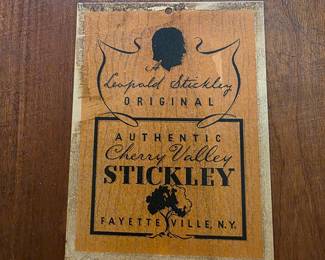 A
Leopold Stickley
ORIGINAL
AUTHENTIC
Cherry Valley
STICKLEY
FAYETTEVILLE, N.Y.